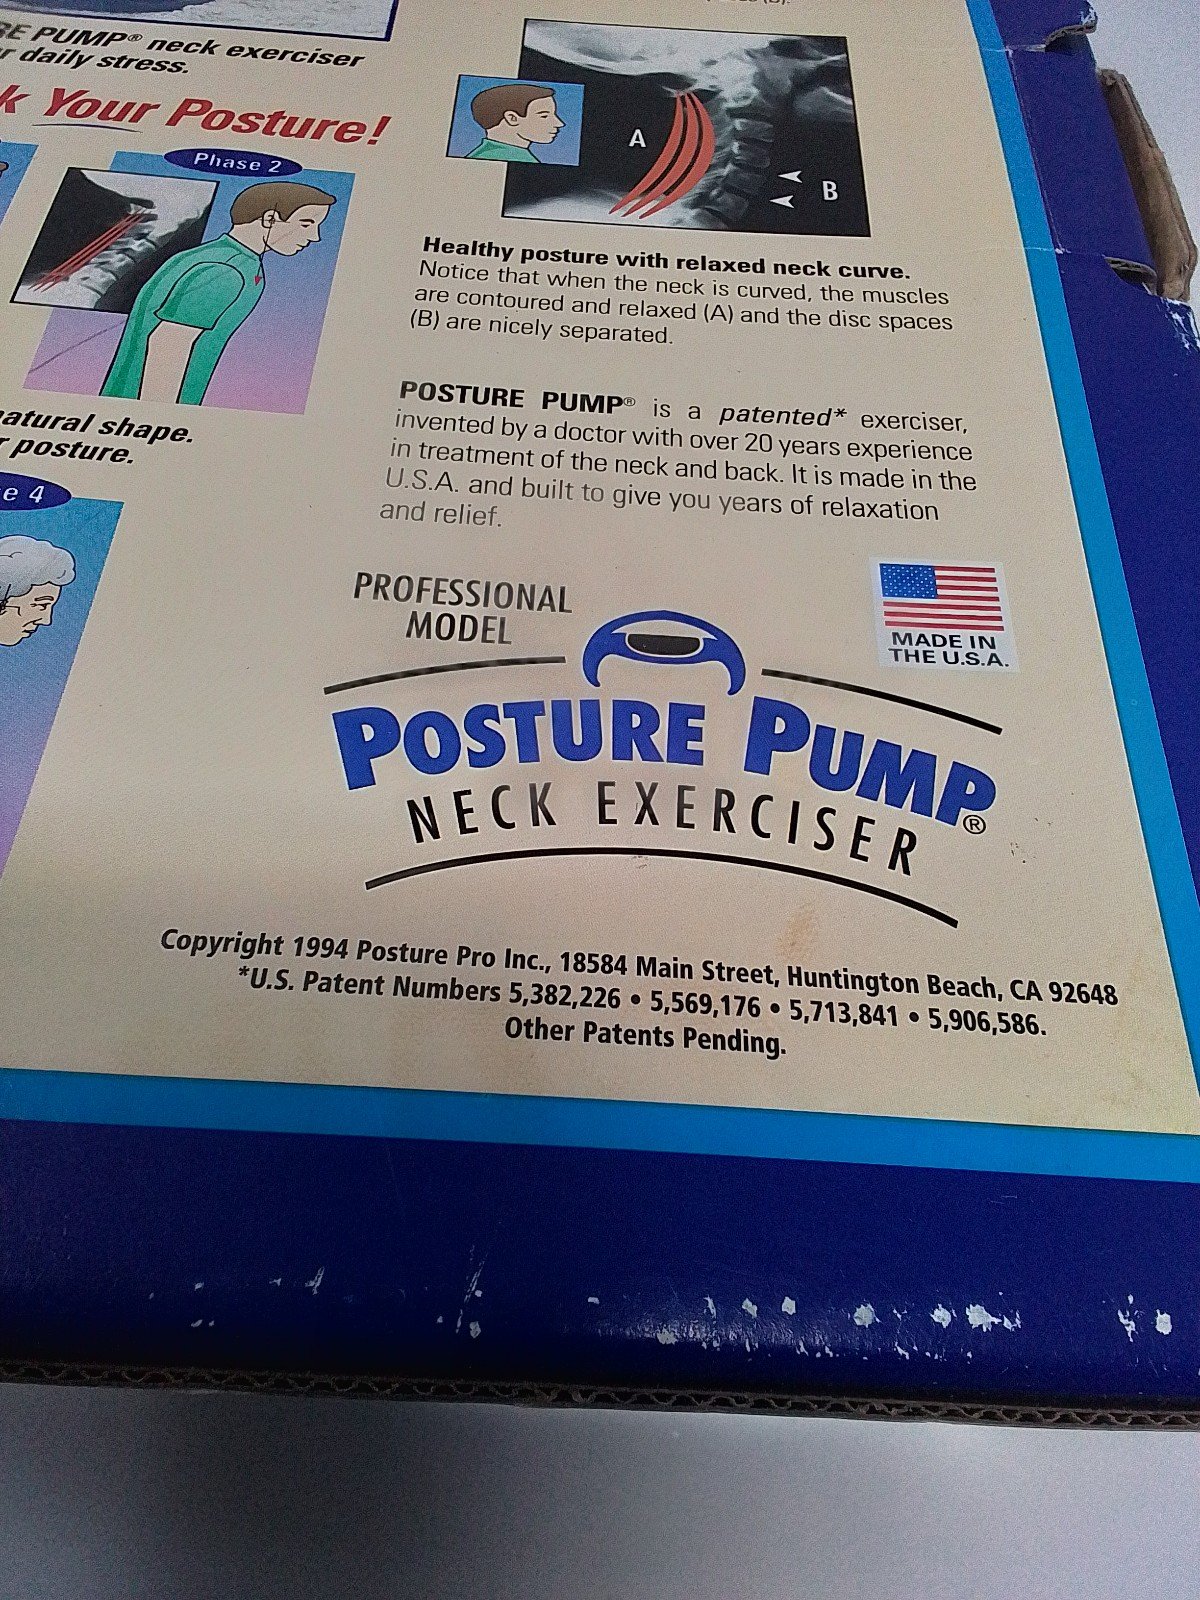 PUMP® neck exerciser
daily stress.
Your Posture!
Phase 2
A
B
Healthy posture with relaxed neck curve.
Notice that when the neck is curved, the muscles
are contoured and relaxed (A) and the disc spaces
(B) are nicely separated.
natural shape.
posture.
4
POSTURE PUMP® is a patented* exerciser,
invented by a doctor with over 20 years experience
in treatment of the neck and back. It is made in the
U.S.A. and built to give you years of relaxation
and relief.
MADE IN
THE U.S.A.
PROFESSIONAL
MODEL
POSTURE PUMP®
NECK EXERCISER
Copyright 1994 Posture Pro Inc., 18584 Main Street, Huntington Beach, CA 92648
*U.S. Patent Numbers 5,382,226 • 5,569,176 • 5,713,841 • 5,906,586.
Other Patents Pending.